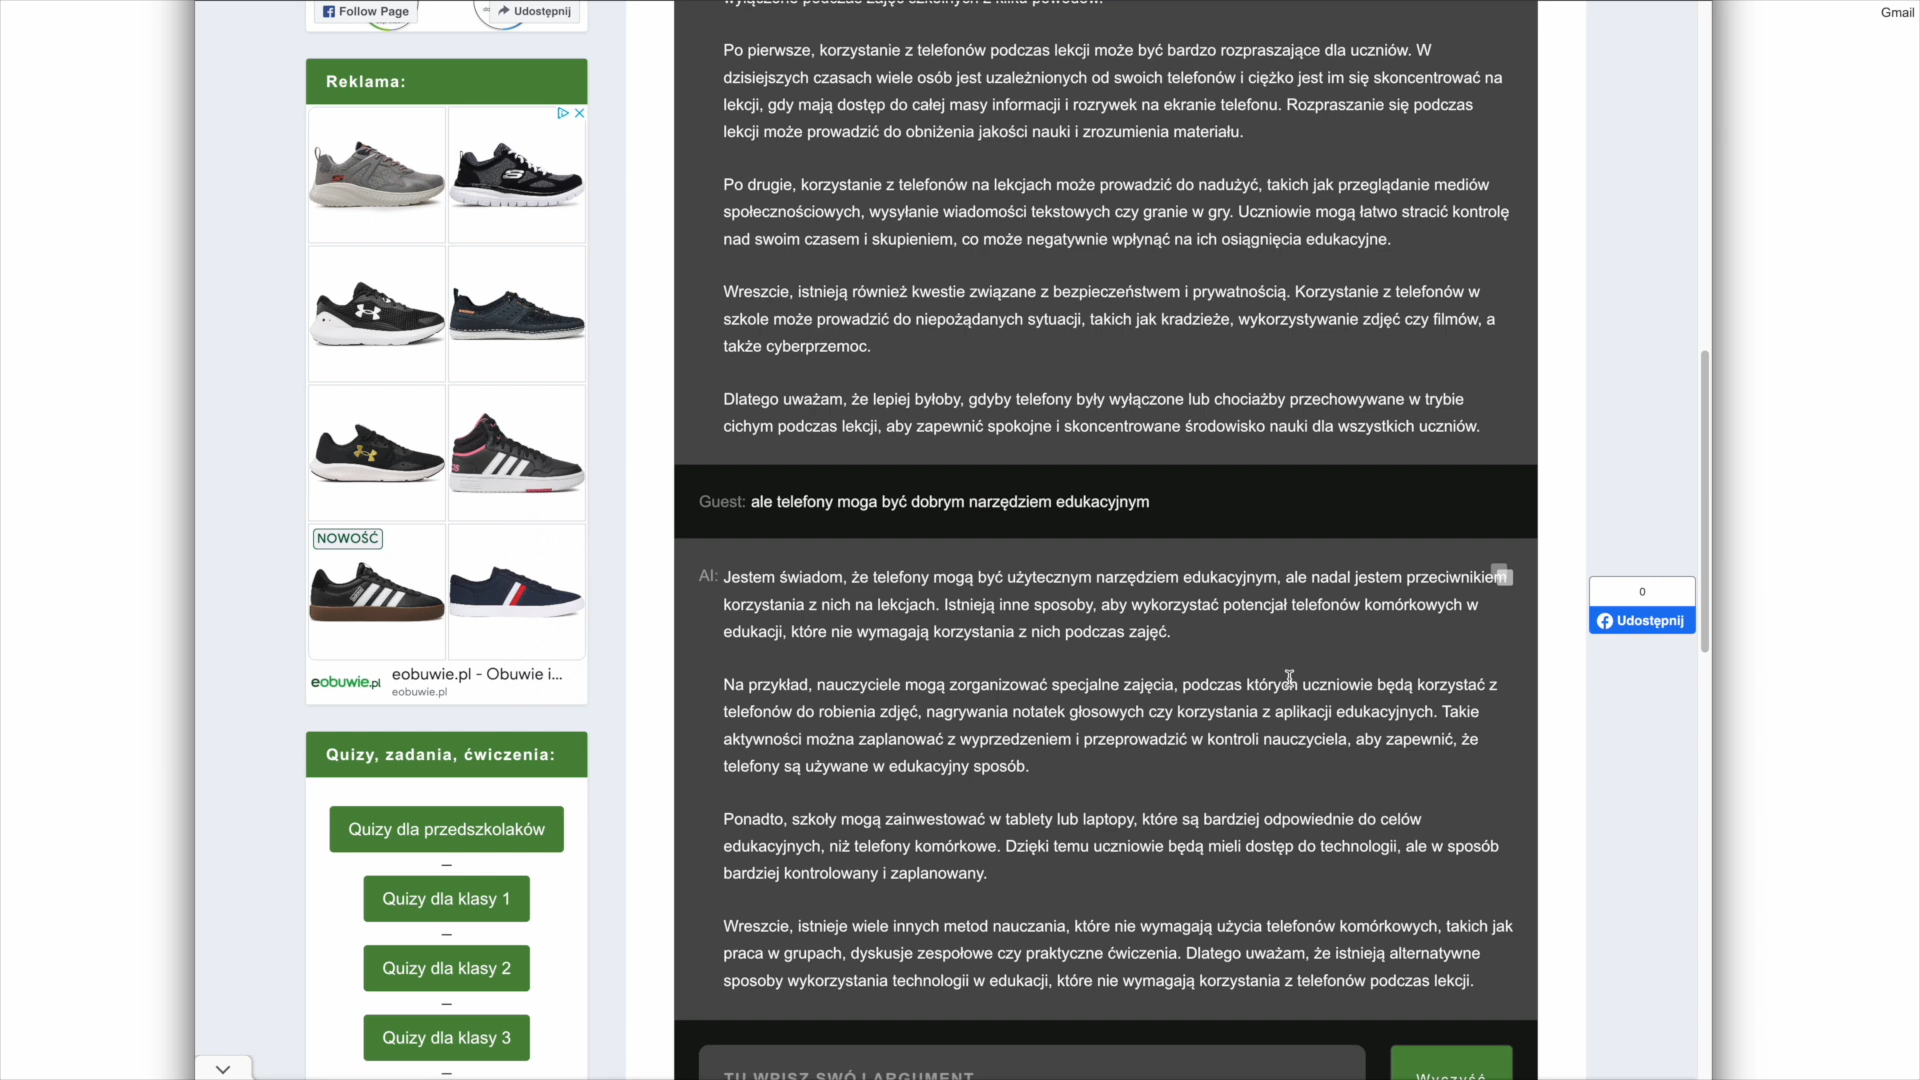 Gmail
Follow Page
Udostępnij
Reklama:
NOWOŚĆ
eobuwie.pl
eobuwie.pl - Obuwie i...
eobuwie.pl
Quizy, zadania, ćwiczenia:
Quizy dla przedszkolaków
–
Quizy dla klasy 1
–
Quizy dla klasy 2
–
Quizy dla klasy 3
–
wyłączone podczas zajęć szkolnych z kilku powodów.
Po pierwsze, korzystanie z telefonów podczas lekcji może być bardzo rozpraszające dla uczniów. W
dzisiejszych czasach wiele osób jest uzależnionych od swoich telefonów i ciężko jest im się skoncentrować na
lekcji, gdy mają dostęp do całej masy informacji i rozrywek na ekranie telefonu. Rozpraszanie się podczas
lekcji może prowadzić do obniżenia jakości nauki i zrozumienia materiału.
Po drugie, korzystanie z telefonów na lekcjach może prowadzić do nadużyć, takich jak przeglądanie mediów
społecznościowych, wysyłanie wiadomości tekstowych czy granie w gry. Uczniowie mogą łatwo stracić kontrolę
nad swoim czasem i skupieniem, co może negatywnie wpłynąć na ich osiągnięcia edukacyjne.
Wreszcie, istnieją również kwestie związane z bezpieczeństwem i prywatnością. Korzystanie z telefonów w
szkole może prowadzić do niepożądanych sytuacji, takich jak kradzieże, wykorzystywanie zdjęć czy filmów, a
także cyberprzemoc.
Dlatego uważam, że lepiej byłoby, gdyby telefony były wyłączone lub chociażby przechowywane w trybie
cichym podczas lekcji, aby zapewnić spokojne i skoncentrowane środowisko nauki dla wszystkich uczniów.
Guest: ale telefony moga być dobrym narzędziem edukacyjnym
AI: Jestem świadom, że telefony mogą być użytecznym narzędziem edukacyjnym, ale nadal jestem przeciwnikiem
korzystania z nich na lekcjach. Istnieją inne sposoby, aby wykorzystać potencjał telefonów komórkowych w
edukacji, które nie wymagają korzystania z nich podczas zajęć.
Na przykład, nauczyciele mogą zorganizować specjalne zajęcia, podczas których uczniowie będą korzystać z
telefonów do robienia zdjęć, nagrywania notatek głosowych czy korzystania z aplikacji edukacyjnych. Takie
aktywności można zaplanować z wyprzedzeniem i przeprowadzić w kontroli nauczyciela, aby zapewnić, że
telefony są używane w edukacyjny sposób.
Ponadto, szkoły mogą zainwestować w tablety lub laptopy, które są bardziej odpowiednie do celów
edukacyjnych, niż telefony komórkowe. Dzięki temu uczniowie będą mieli dostęp do technologii, ale w sposób
bardziej kontrolowany i zaplanowany.
Wreszcie, istnieje wiele innych metod nauczania, które nie wymagają użycia telefonów komórkowych, takich jak
praca w grupach, dyskusje zespołowe czy praktyczne ćwiczenia. Dlatego uważam, że istnieją alternatywne
sposoby wykorzystania technologii w edukacji, które nie wymagają korzystania z telefonów podczas lekcji.
TU WPISZ SWÓJ ARGUMENT
Wyczyść
0
Udostępnij